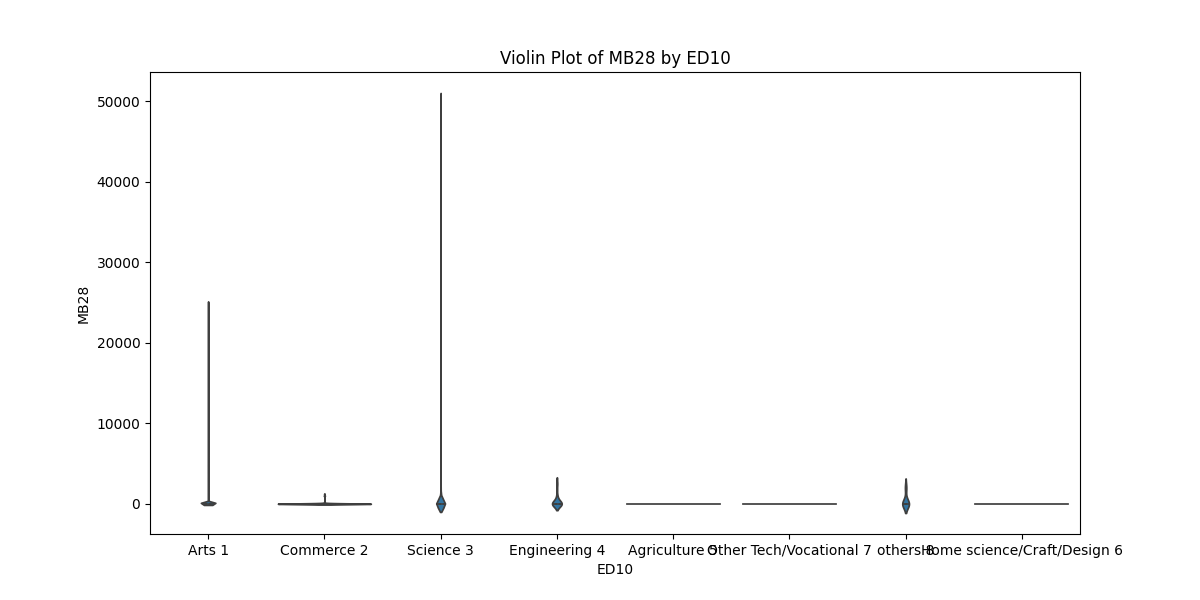 Violin Plot of MB28 by ED10
50000
40000
30000
20000
10000
0
MB28
Arts 1 Commerce 2 Science 3 Engineering 4 Agriculture 5 Other Tech/Vocational 7 others 8 Home science/Craft/Design 6
ED10